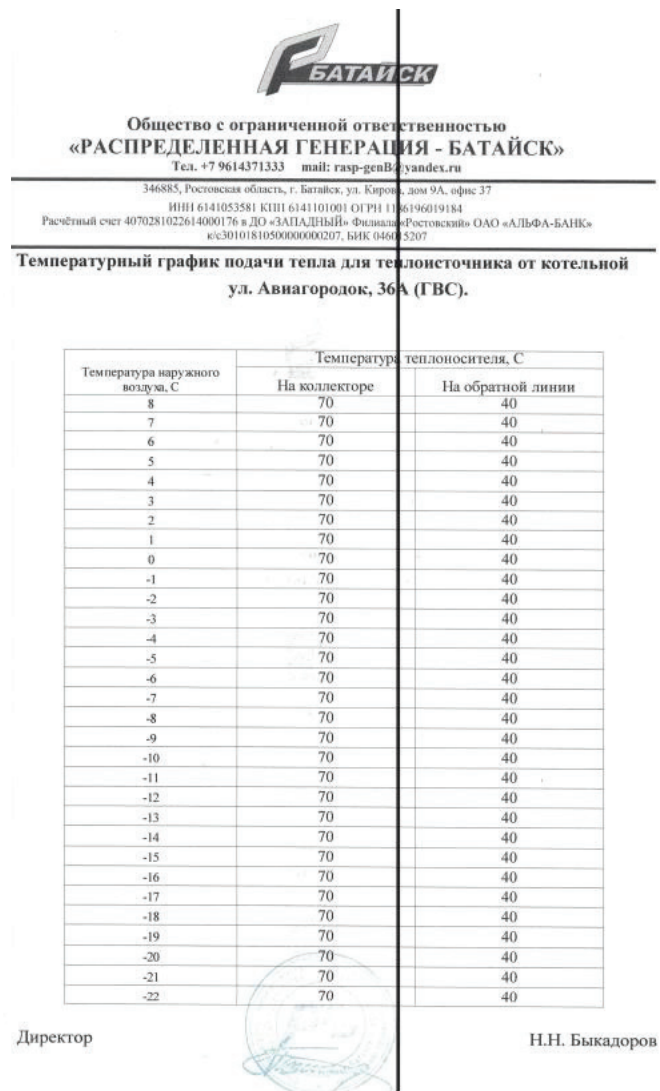 БАТАЙСК
Общество с ограниченной ответственностью
«РАСПРЕДЕЛЕННАЯ ГЕНЕРАЦИЯ - БАТАЙСК»
Тел. +7 9614371333 mail: rasp-genB@yandex.ru
346885, Ростовская область, г. Батайск, ул. Кирова, дом 9А, офис 37
ИНН 6141053581 КПП 6141101001 ОГРН 1186196019184
Расчётный счет 4070281022614000176 в ДО «ЗАПАДНЫЙ» Филиала «Ростовский» ОАО «АЛЬФА-БАНК»
к/с30101810500000000207, БИК 046015207
Температурный график подачи тепла для теплоисточника от котельной
ул. Авиагородок, 36А (ГВС).
Температура наружного воздуха, С Температура теплоносителя, С
На коллекторе На обратной линии
8 70 40
7 70 40
6 70 40
5 70 40
4 70 40
3 70 40
2 70 40
1 70 40
0 70 40
-1 70 40
-2 70 40
-3 70 40
-4 70 40
-5 70 40
-6 70 40
-7 70 40
-8 70 40
-9 70 40
-10 70 40
-11 70 40
-12 70 40
-13 70 40
-14 70 40
-15 70 40
-16 70 40
-17 70 40
-18 70 40
-19 70 40
-20 70 40
-21 70 40
-22 70 40
Директор Н.Н. Быкадоров